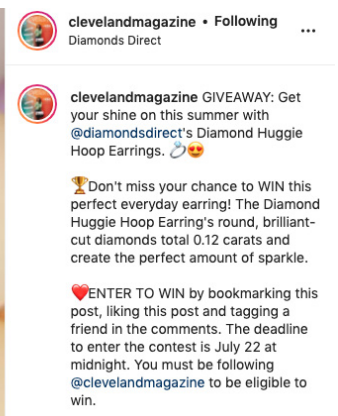 clevelandmagazine • Following
Diamonds Direct
clevelandmagazine GIVEAWAY: Get
your shine on this summer with
@diamondsdirect's Diamond Huggie
Hoop Earrings. 💍😍
🏆Don't miss your chance to WIN this
perfect everyday earring! The Diamond
Huggie Hoop Earring's round, brilliant-
cut diamonds total 0.12 carats and
create the perfect amount of sparkle.
❤️ENTER TO WIN by bookmarking this
post, liking this post and tagging a
friend in the comments. The deadline
to enter the contest is July 22 at
midnight. You must be following
@clevelandmagazine to be eligible to
win.